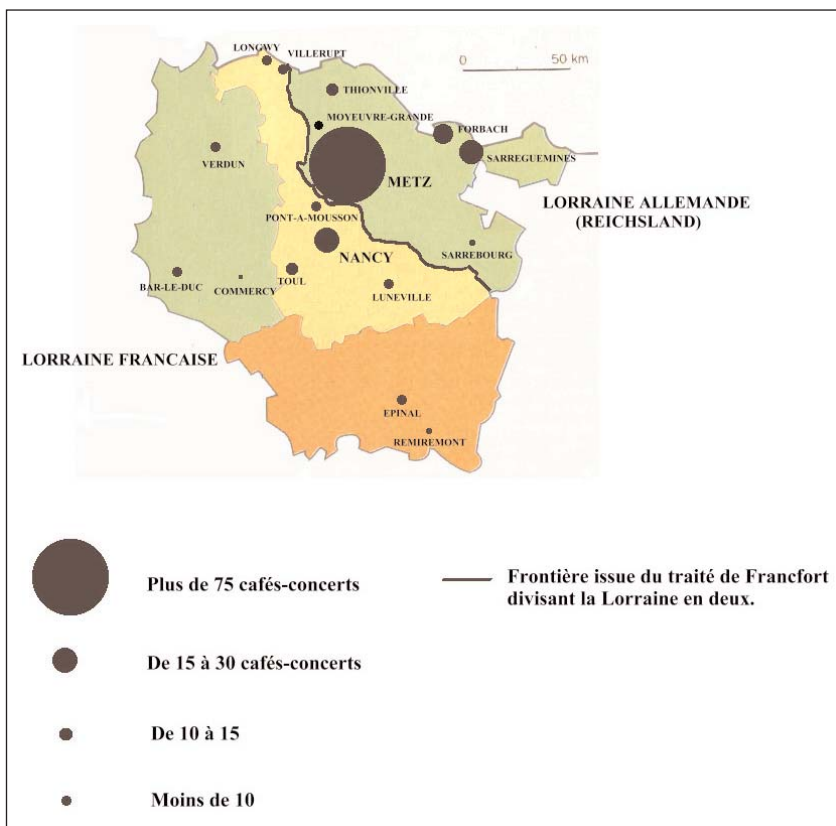 LONGWY
VILLERUPT
0 50 km
THIONVILLE
MOYEUVRE-GRANDE
FORBACH
VERDUN
SARREGUEMINES
METZ
LORRAINE ALLEMANDE
(REICHSLAND)
PONT-A-MOUSSON
NANCY
SARREBOURG
BAR-LE-DUC
COMMERCY
TOUL
LUNEVILLE
LORRAINE FRANCAISE
EPINAL
REMIREMONT
Plus de 75 cafés-concerts
Frontière issue du traité de Francfort
divisant la Lorraine en deux.
De 15 à 30 cafés-concerts
De 10 à 15
Moins de 10